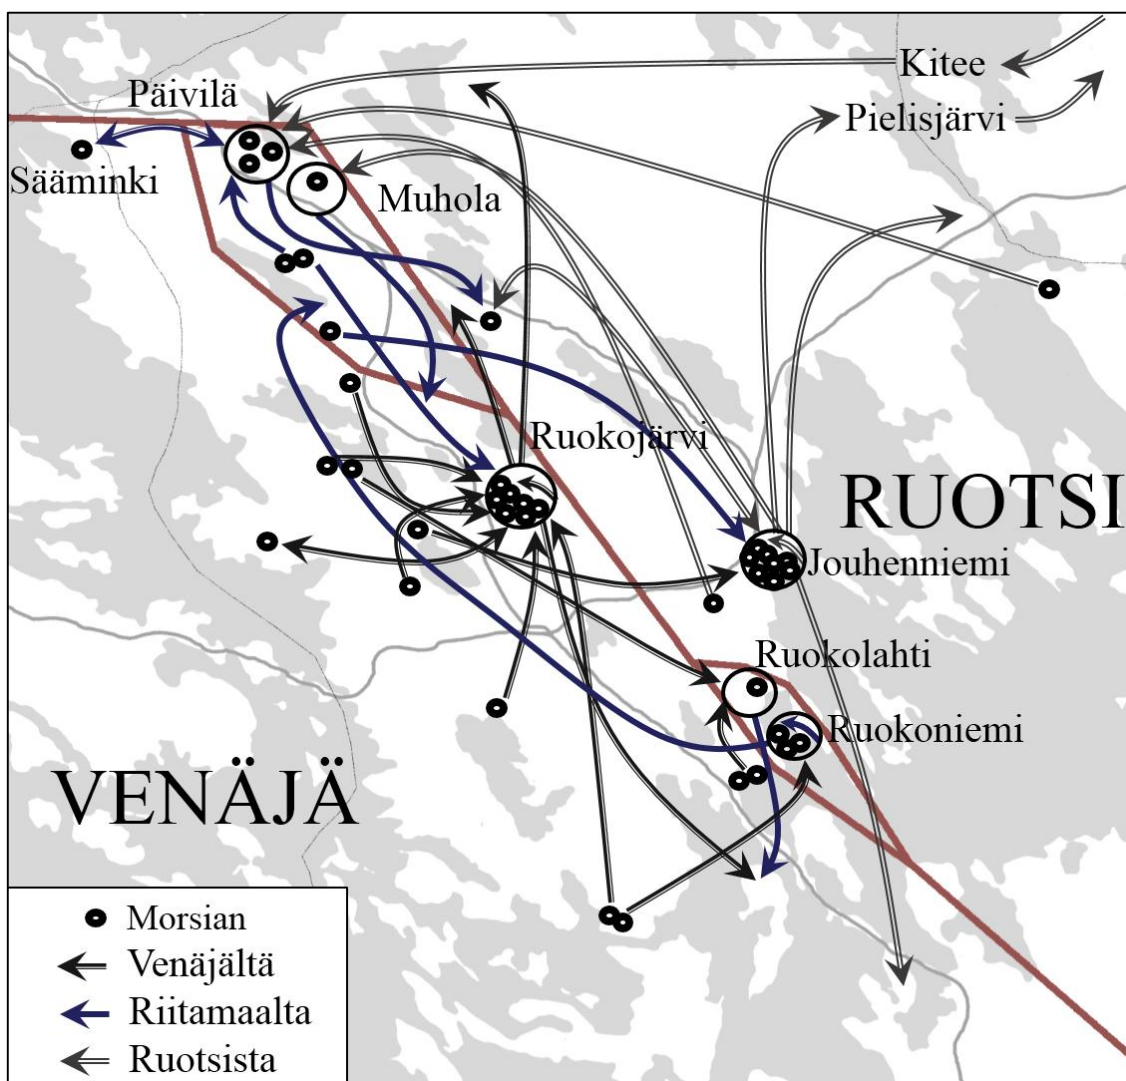 Kitee
Päivilä
Pielisjärvi
Sääminki
Muhola
Ruokojärvi
RUOTSI
Jouhenniemi
Ruokolahti
Ruokoniemi
VENÄJÄ
Morsian
Venäjältä
Riitamaalta
Ruotsista